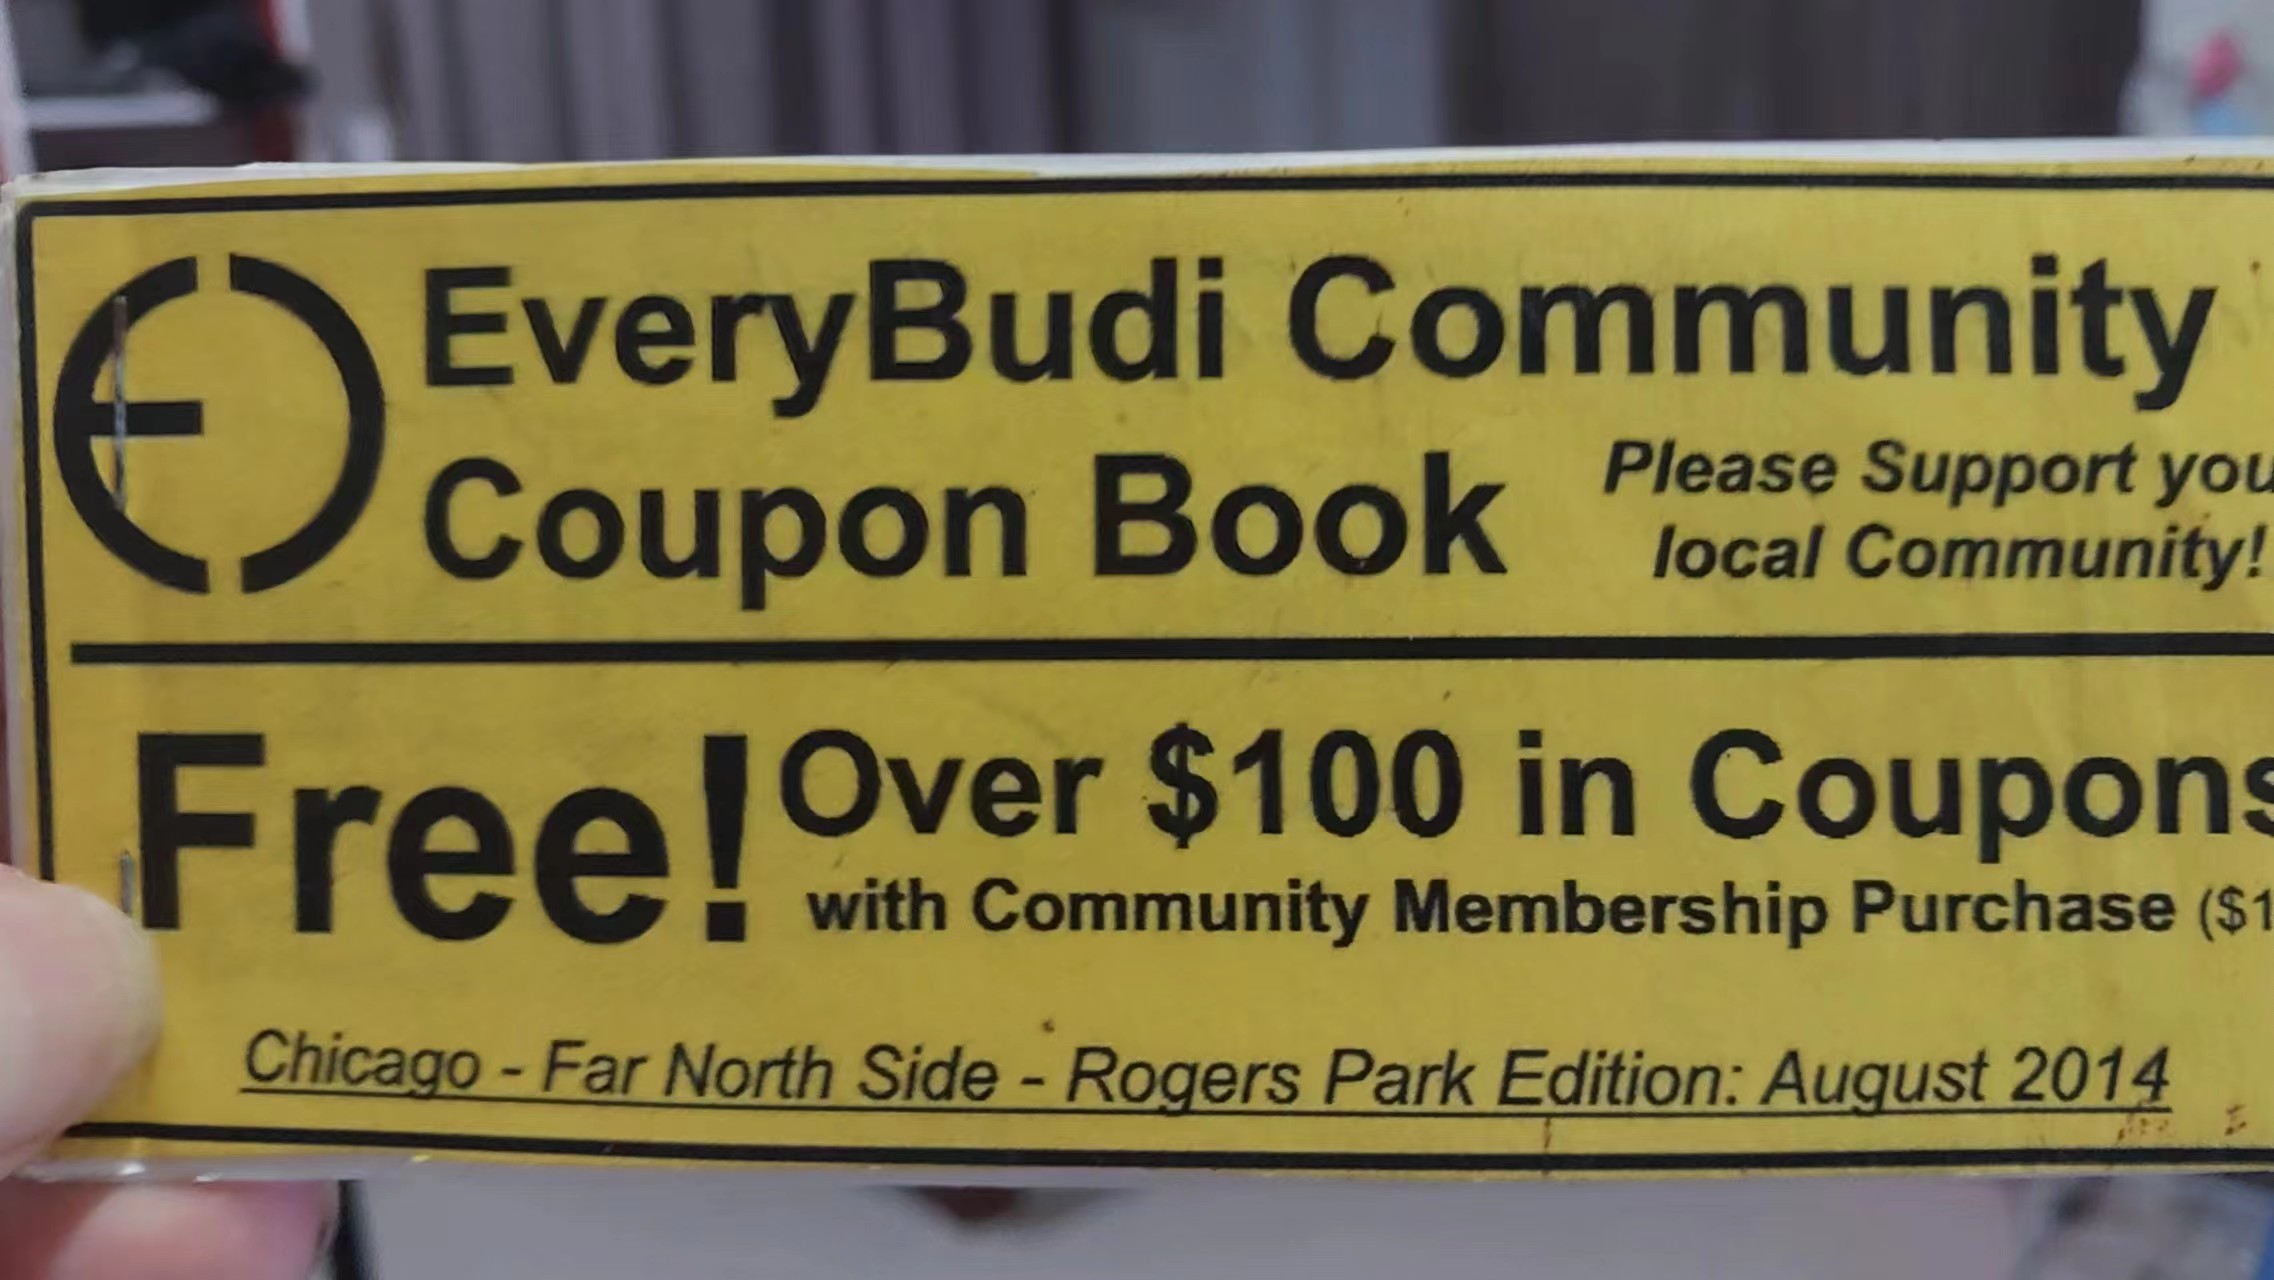 EveryBudi Community
Coupon Book
Please Support you
local Community!
Free!
Over $100 in Coupons
with Community Membership Purchase ($1
Chicago - Far North Side - Rogers Park Edition: August 2014